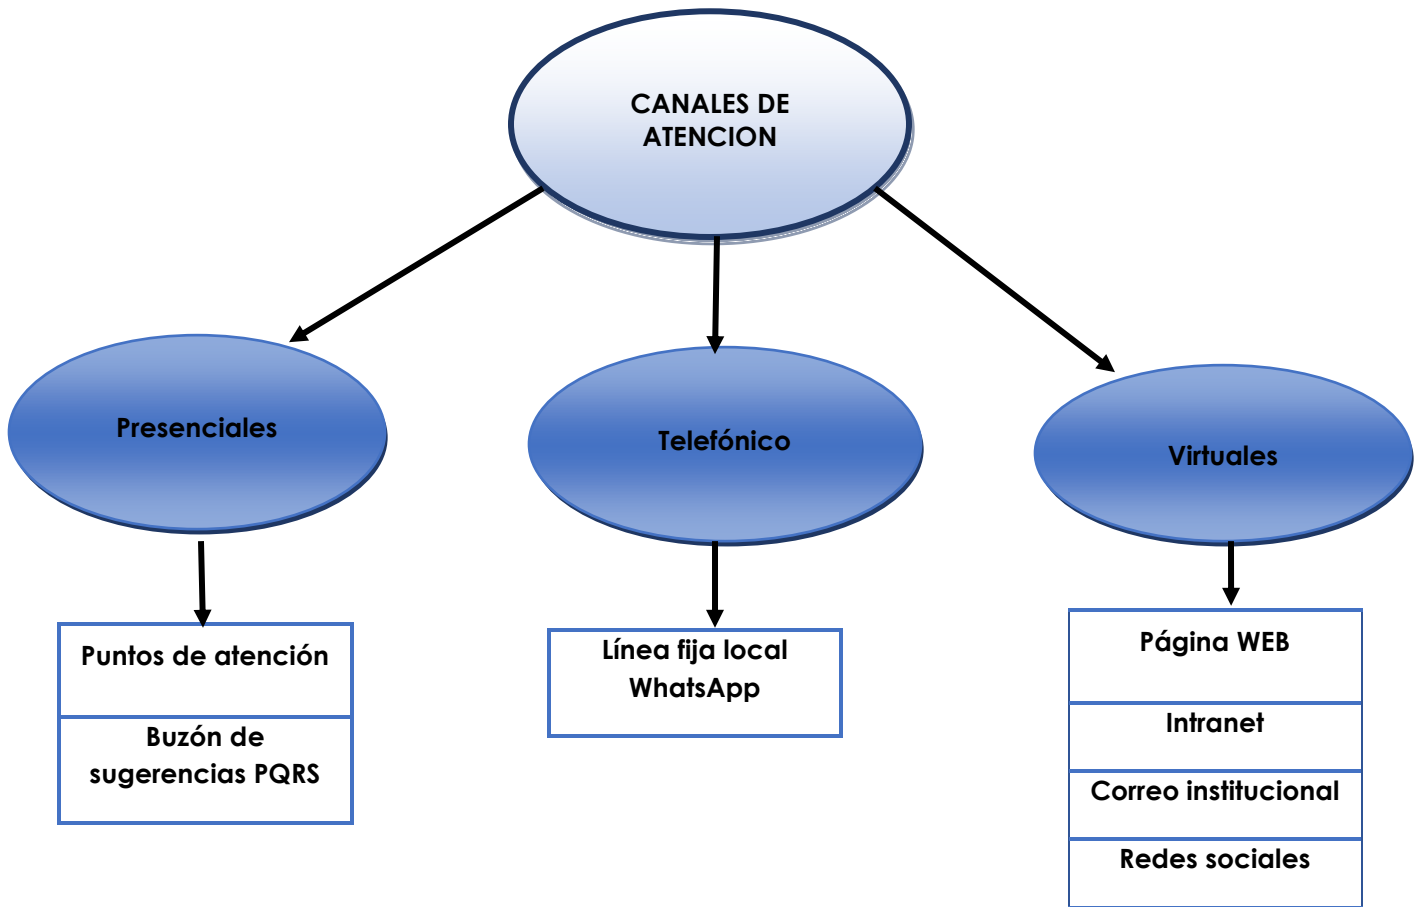 CANALES DE
ATENCION
Presenciales
Telefónico
Virtuales
Puntos de atención
Buzón de
sugerencias PQRS
Línea fija local
WhatsApp
Página WEB
Intranet
Correo institucional
Redes sociales